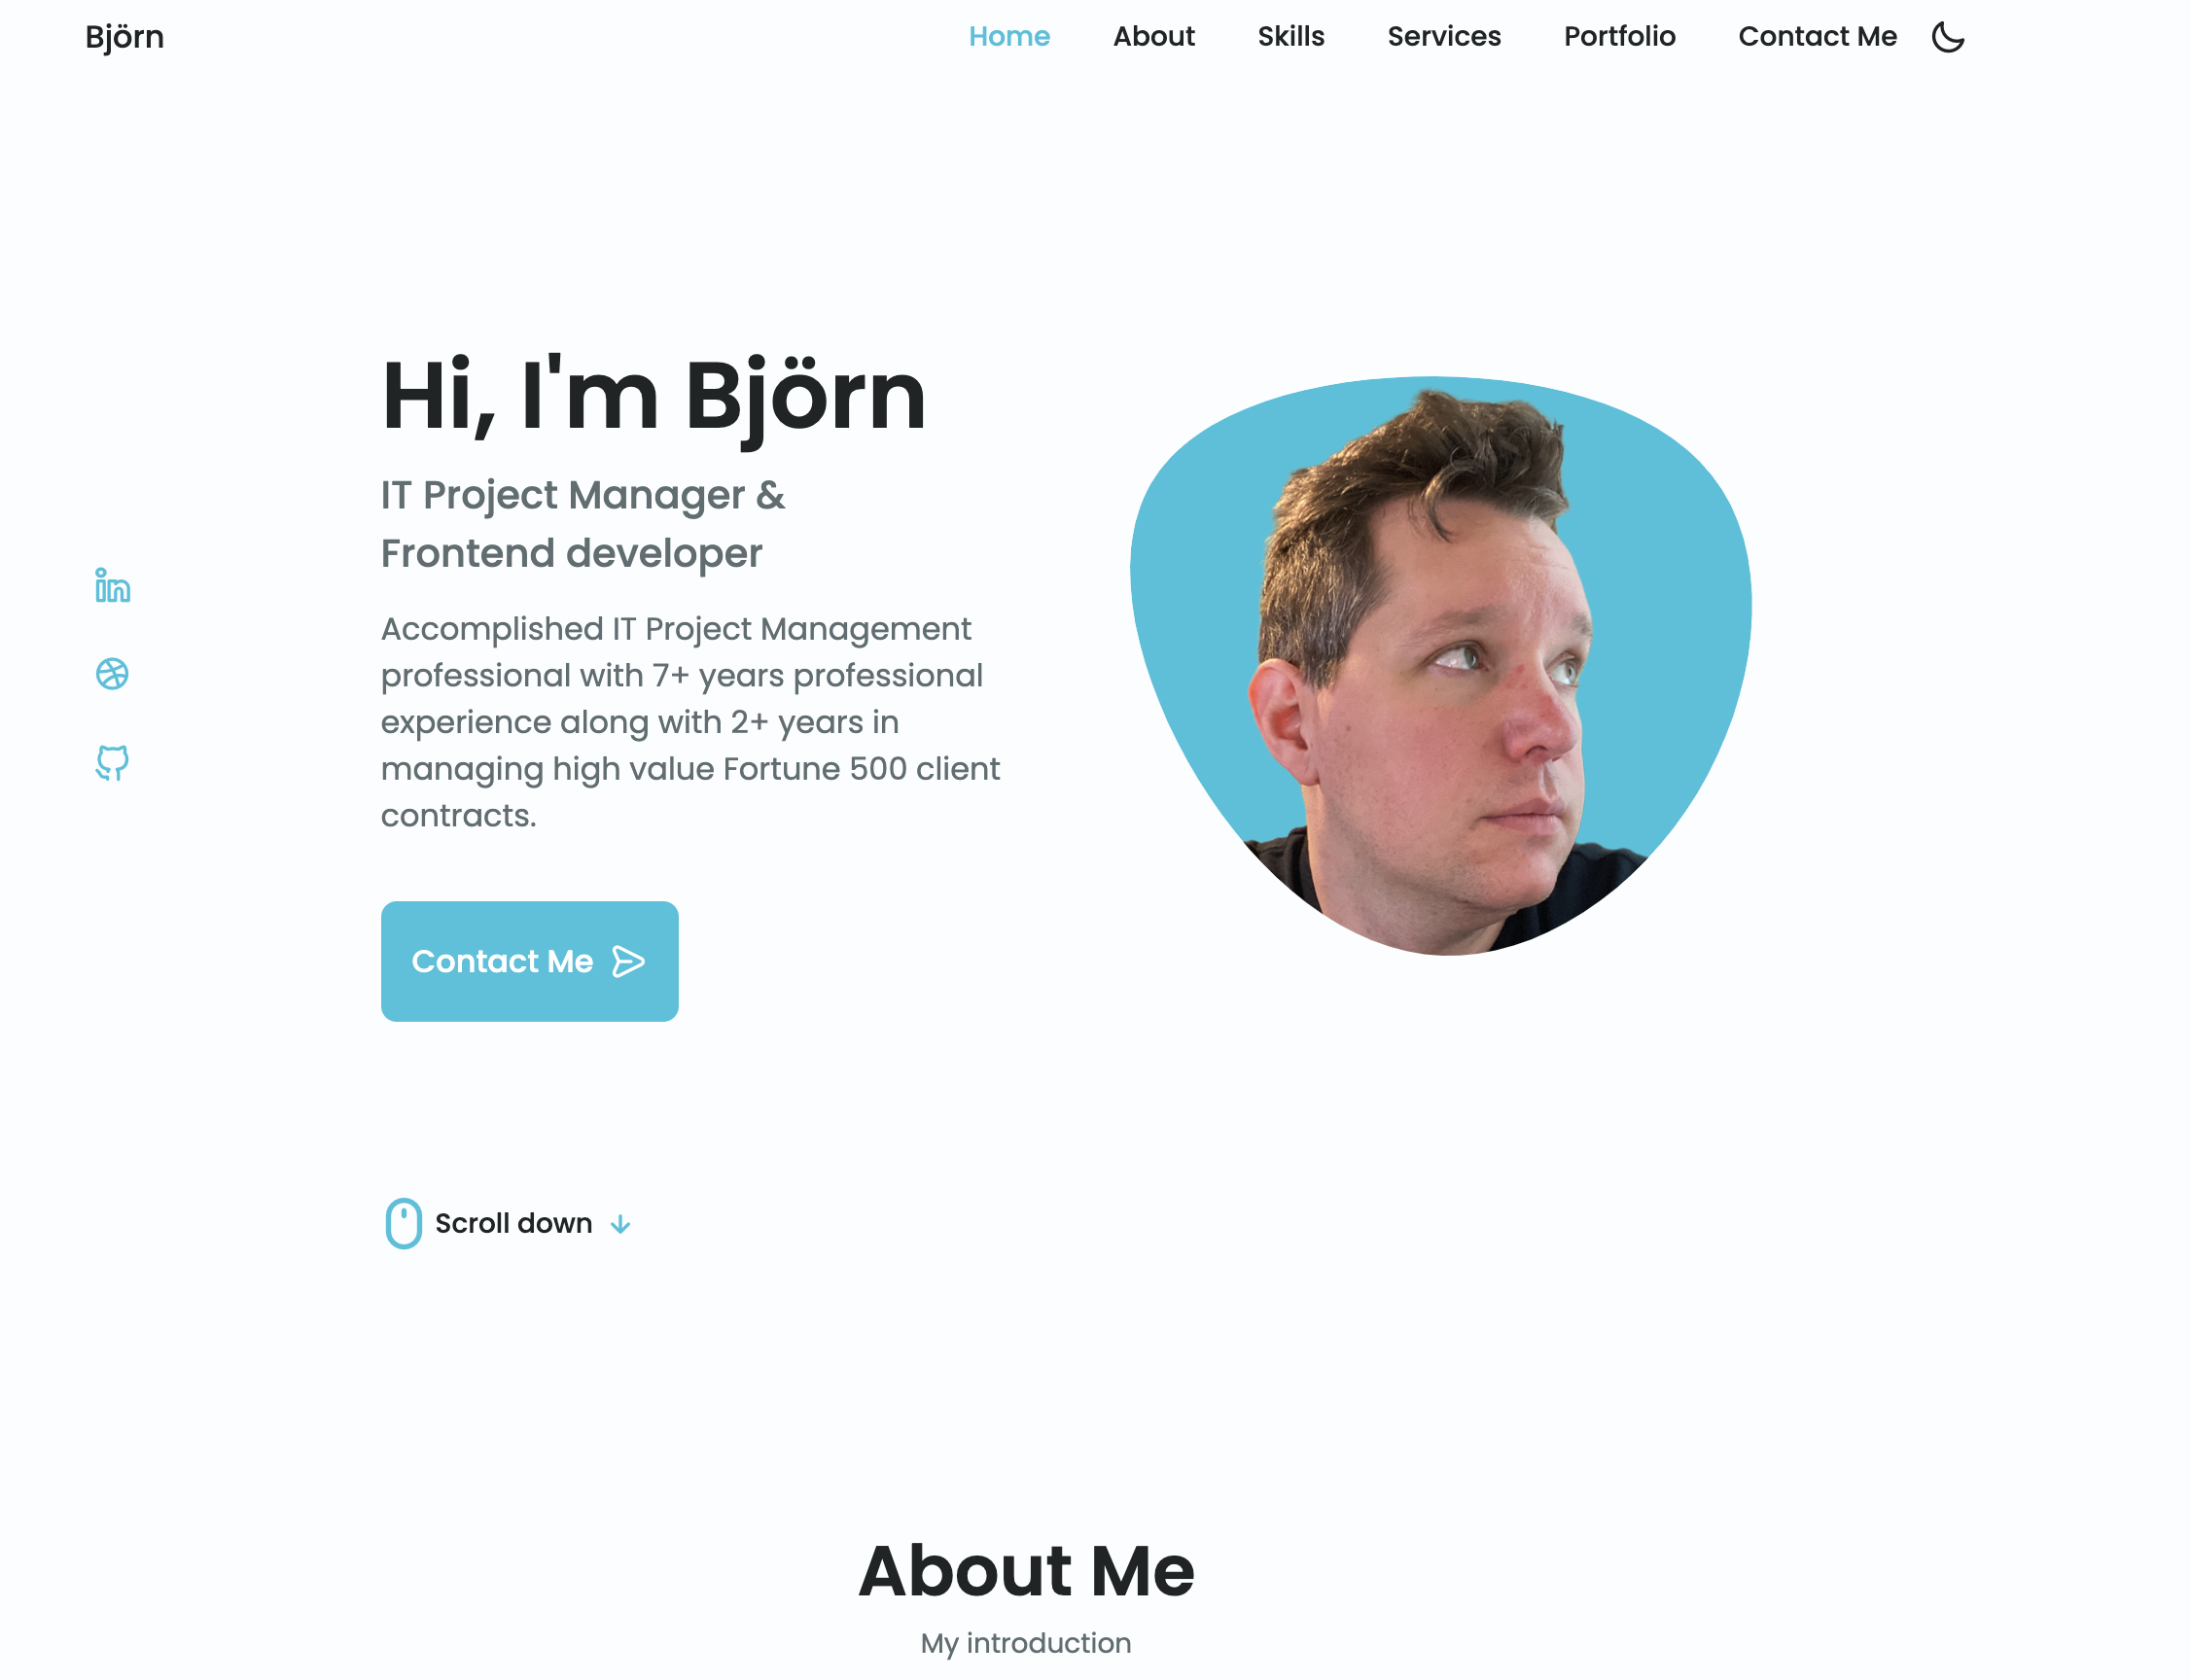 Björn
Home
About
Skills
Services
Portfolio
Contact Me
Hi, I'm Björn
IT Project Manager &
Frontend developer
Accomplished IT Project Management
professional with 7+ years professional
experience along with 2+ years in
managing high value Fortune 500 client
contracts.
Contact Me
Scroll down
About Me
My introduction